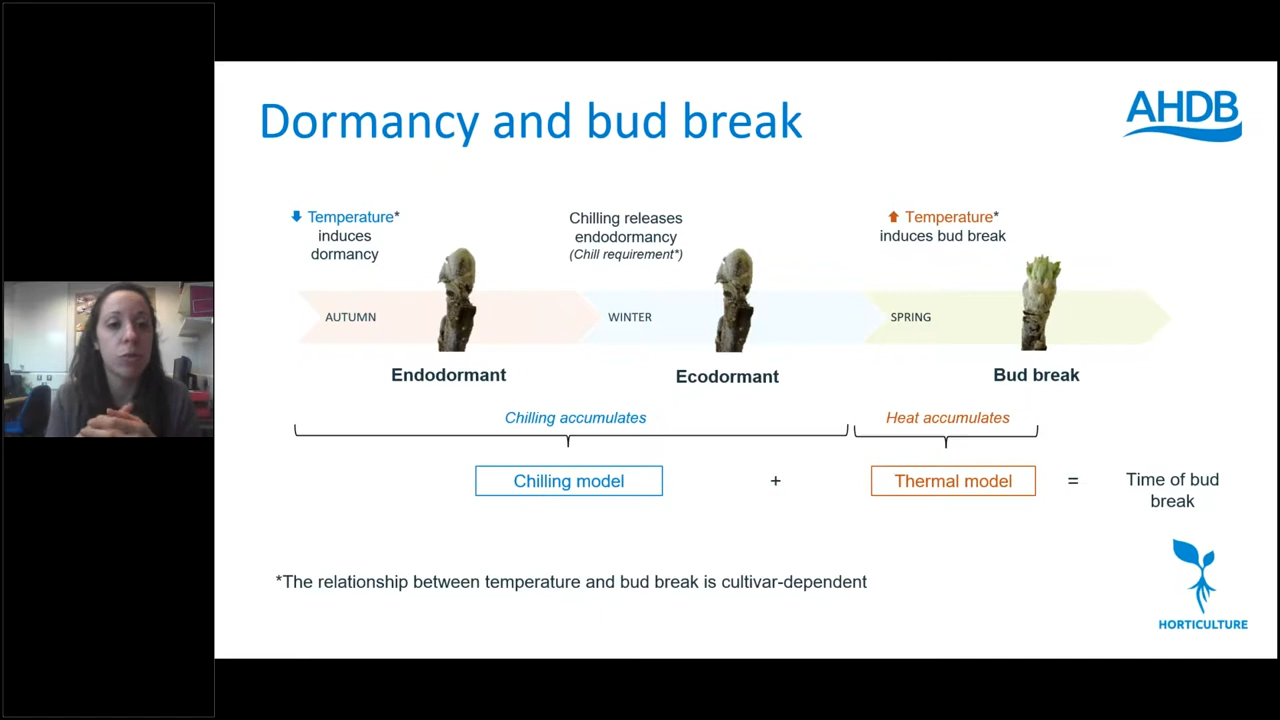 Dormancy and bud break
AHDB
Temperature*
induces
dormancy
Chilling releases
endodormancy
(Chill requirement*)
Temperature*
induces bud break
AUTUMN
WINTER
SPRING
Endodormant
Ecodormant
Bud break
Chilling accumulates
Heat accumulates
Chilling model
+
Thermal model
=
Time of bud
break
*The relationship between temperature and bud break is cultivar-dependent
HORTICULTURE